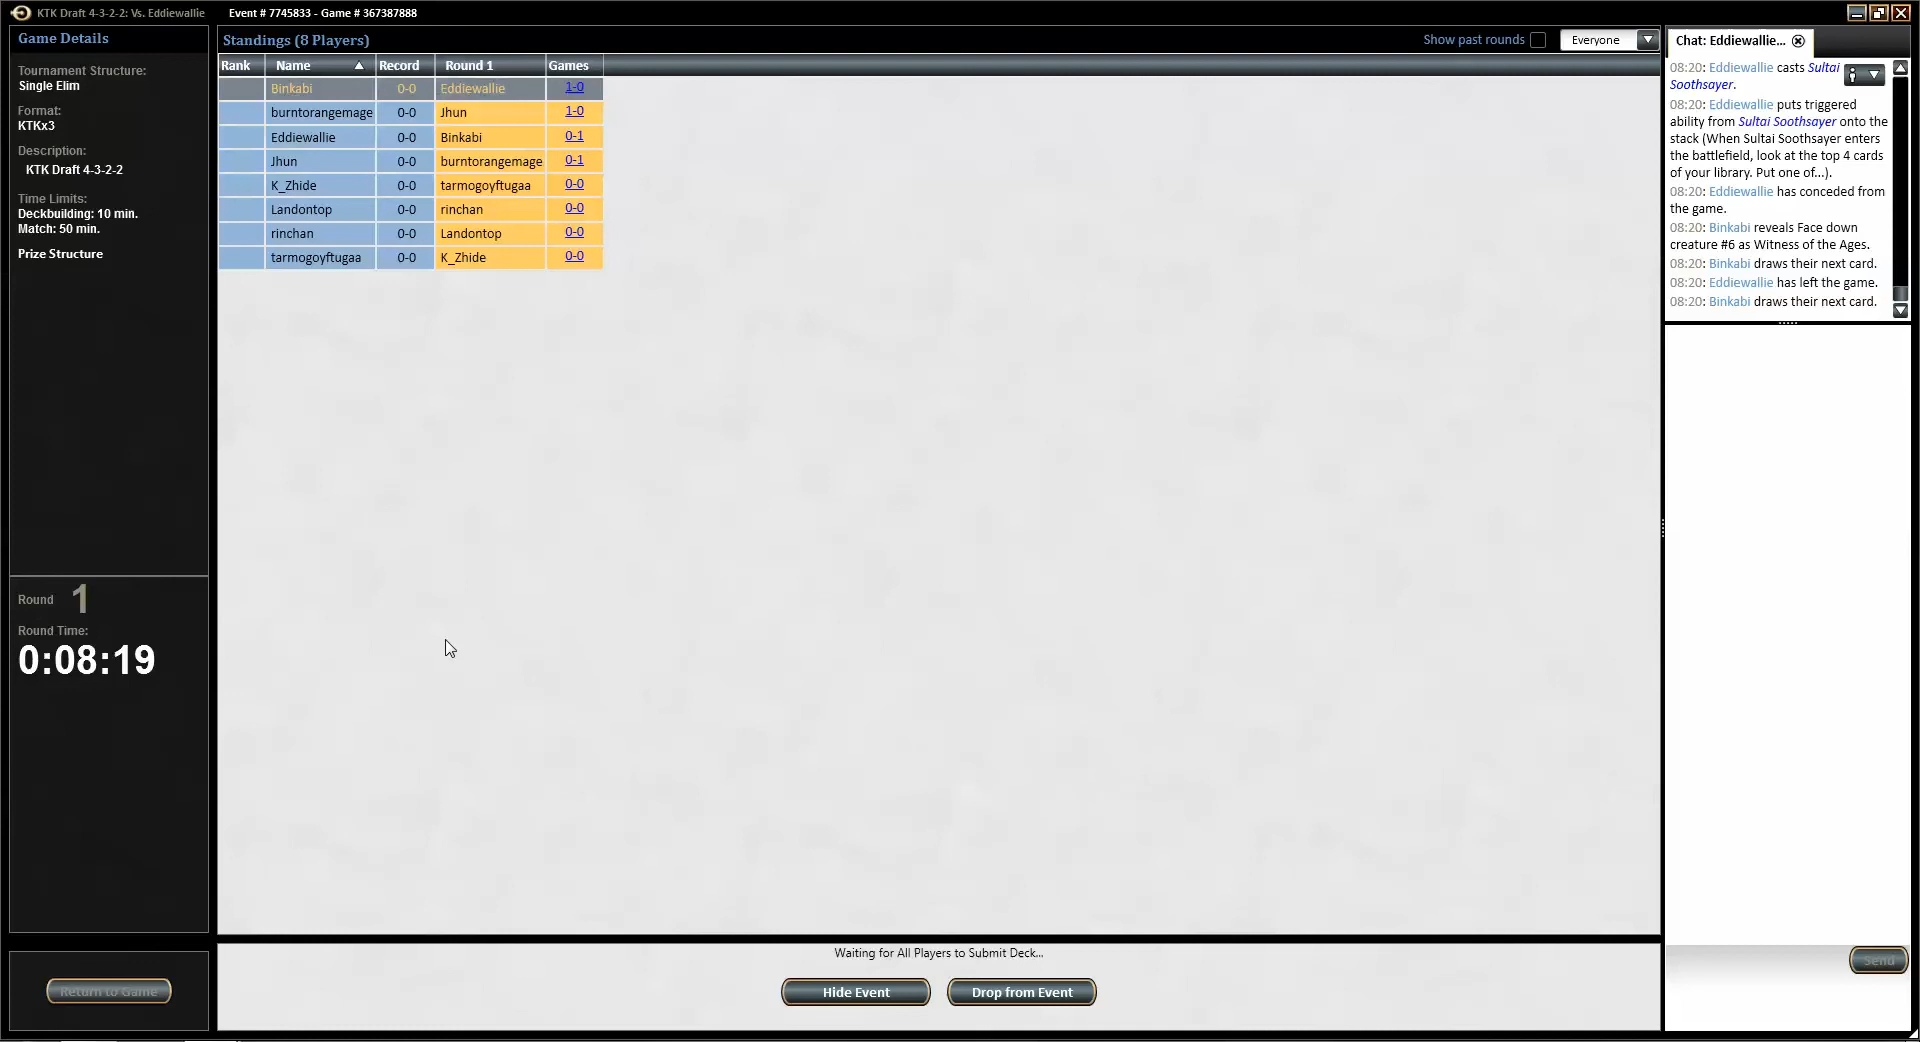 KTK Draft 4-3-2-2: Vs. Eddiewallie
Event # 7745833 - Game # 367387888
Game Details
Tournament Structure:
Single Elim
Format:
KTKx3
Description:
KTK Draft 4-3-2-2
Time Limits:
Deckbuilding: 10 min.
Match: 50 min.
Prize Structure
Round 1
Round Time:
0:08:19
Return to Game
Standings (8 Players)
Show past rounds
Everyone
Rank Name Record Round 1 Games
Binkabi 0-0 Eddiewallie 1-0
burntorangemage 0-0 Jhun 1-0
Eddiewallie 0-0 Binkabi 0-1
Jhun 0-0 burntorangemage 0-1
K_Zhide 0-0 tarmogoyftugaa 0-0
Landontop 0-0 rinchan 0-0
rinchan 0-0 Landontop 0-0
tarmogoyftugaa 0-0 K_Zhide 0-0
Waiting for All Players to Submit Deck...
Hide Event
Drop from Event
Chat: Eddiewallie...
08:20: Eddiewallie casts Sultai
Soothsayer.
08:20: Eddiewallie puts triggered
ability from Sultai Soothsayer onto the
stack (When Sultai Soothsayer enters
the battlefield, look at the top 4 cards
of your library. Put one of...).
08:20: Eddiewallie has conceded from
the game.
08:20: Binkabi reveals Face down
creature #6 as Witness of the Ages.
08:20: Binkabi draws their next card.
08:20: Eddiewallie has left the game.
08:20: Binkabi draws their next card.
Send